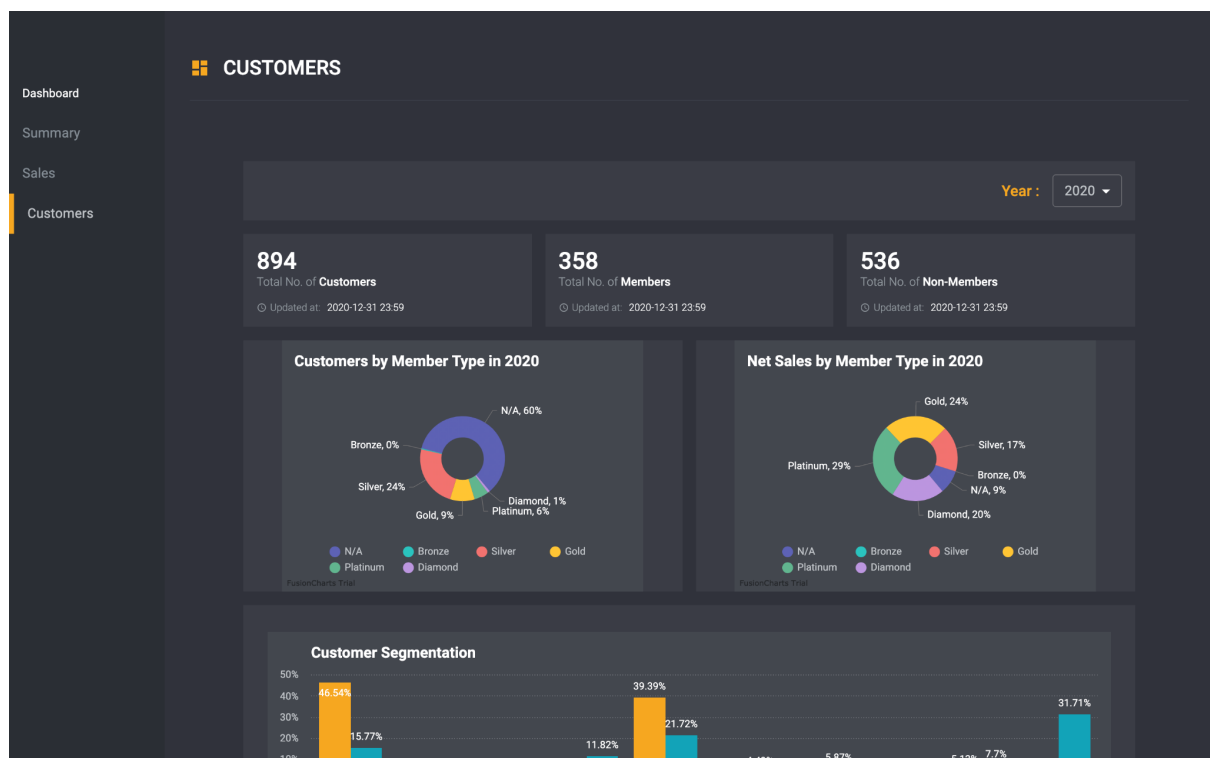 CUSTOMERS
Dashboard
Summary
Sales
Customers
Year : 2020
894
Total No. of Customers
Updated at: 2020-12-31 23:59
358
Total No. of Members
Updated at: 2020-12-31 23:59
536
Total No. of Non-Members
Updated at: 2020-12-31 23:59
Customers by Member Type in 2020
N/A, 60%
Bronze, 0%
Silver, 24%
Gold, 9%
Diamond, 1%
Platinum, 6%
N/A Bronze Silver Gold
Platinum Diamond
FusionCharts Trial
Net Sales by Member Type in 2020
Gold, 24%
Silver, 17%
Platinum, 29%
Bronze, 0%
N/A, 9%
Diamond, 20%
N/A Bronze Silver Gold
Platinum Diamond
FusionCharts Trial
Customer Segmentation
50%
40%
30%
20%
46.54%
15.77%
11.82%
39.39%
21.72%
5.87%
7.7%
31.71%